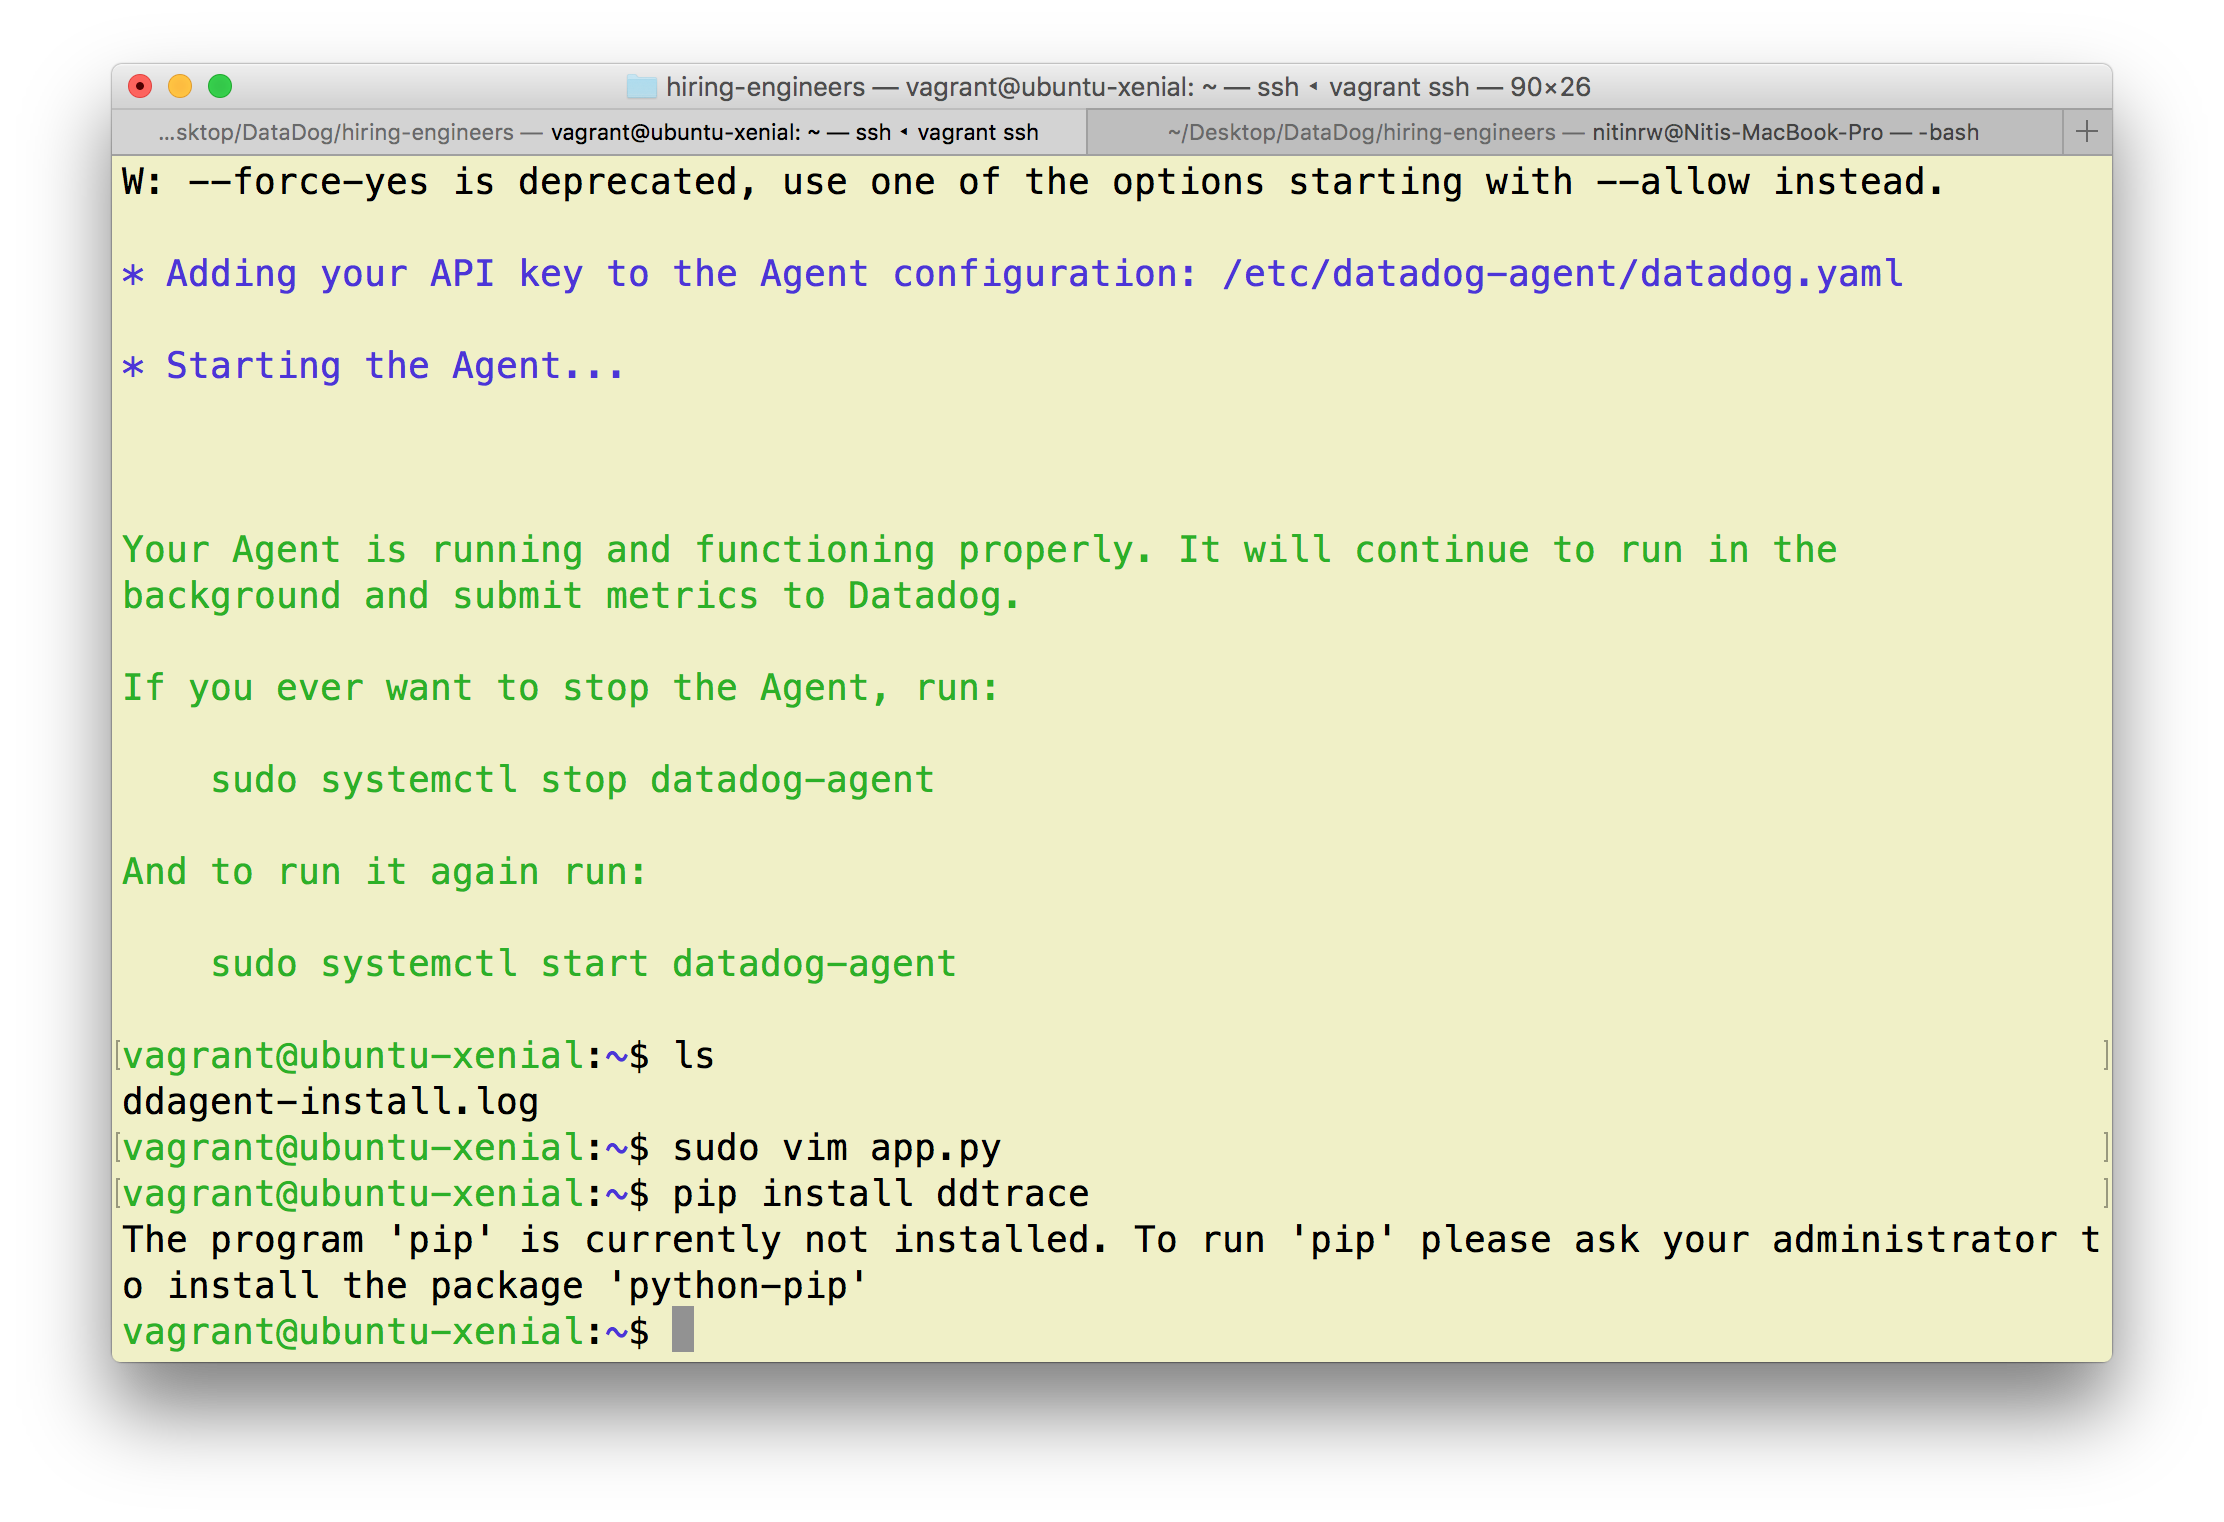 hiring-engineers — vagrant@ubuntu-xenial: ~ — ssh ◂ vagrant ssh — 90×26
...sktop/DataDog/hiring-engineers — vagrant@ubuntu-xenial: ~ — ssh ◂ vagrant ssh
~/Desktop/DataDog/hiring-engineers — nitinrw@Nitis-MacBook-Pro — -bash
W: --force-yes is deprecated, use one of the options starting with --allow instead.
* Adding your API key to the Agent configuration: /etc/datadog-agent/datadog.yaml
* Starting the Agent...
Your Agent is running and functioning properly. It will continue to run in the
background and submit metrics to Datadog.
If you ever want to stop the Agent, run:
sudo systemctl stop datadog-agent
And to run it again run:
sudo systemctl start datadog-agent
[vagrant@ubuntu-xenial:~$ ls ]
ddagent-install.log
[vagrant@ubuntu-xenial:~$ sudo vim app.py ]
[vagrant@ubuntu-xenial:~$ pip install ddtrace ]
The program 'pip' is currently not installed. To run 'pip' please ask your administrator t
o install the package 'python-pip'
vagrant@ubuntu-xenial:~$